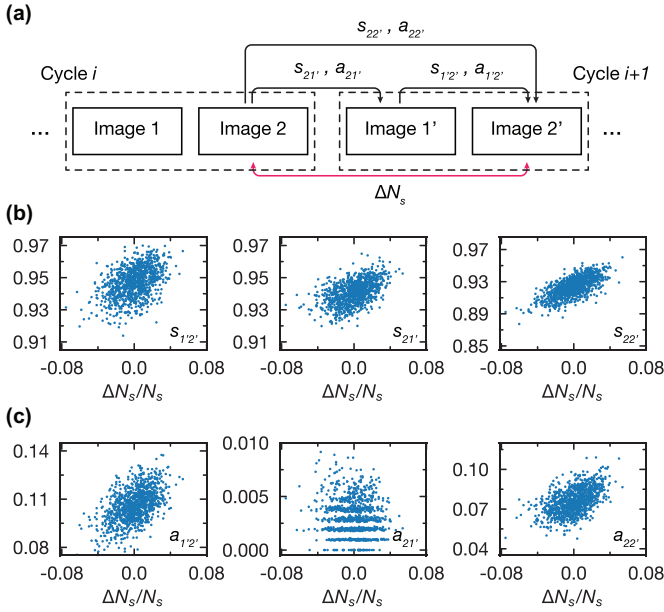 (a)
s22' , a22'
Cycle i
s21' , a21'
s1'2' , a1'2'
Cycle i+1
...
Image 1
Image 2
Image 1'
Image 2'
...
ΔNs
(b)
0.97
0.95
0.93
0.91
s1'2'
-0.08
0.0
0.08
ΔNs/Ns
0.97
0.95
0.93
0.91
s21'
-0.08
0.0
0.08
ΔNs/Ns
0.97
0.93
0.89
0.85
s22'
-0.08
0.0
0.08
ΔNs/Ns
(c)
0.14
0.11
0.08
a1'2'
-0.08
0.0
0.08
ΔNs/Ns
0.010
0.005
0.000
a21'
-0.08
0.0
0.08
ΔNs/Ns
0.10
0.07
0.04
a22'
-0.08
0.0
0.08
ΔNs/Ns